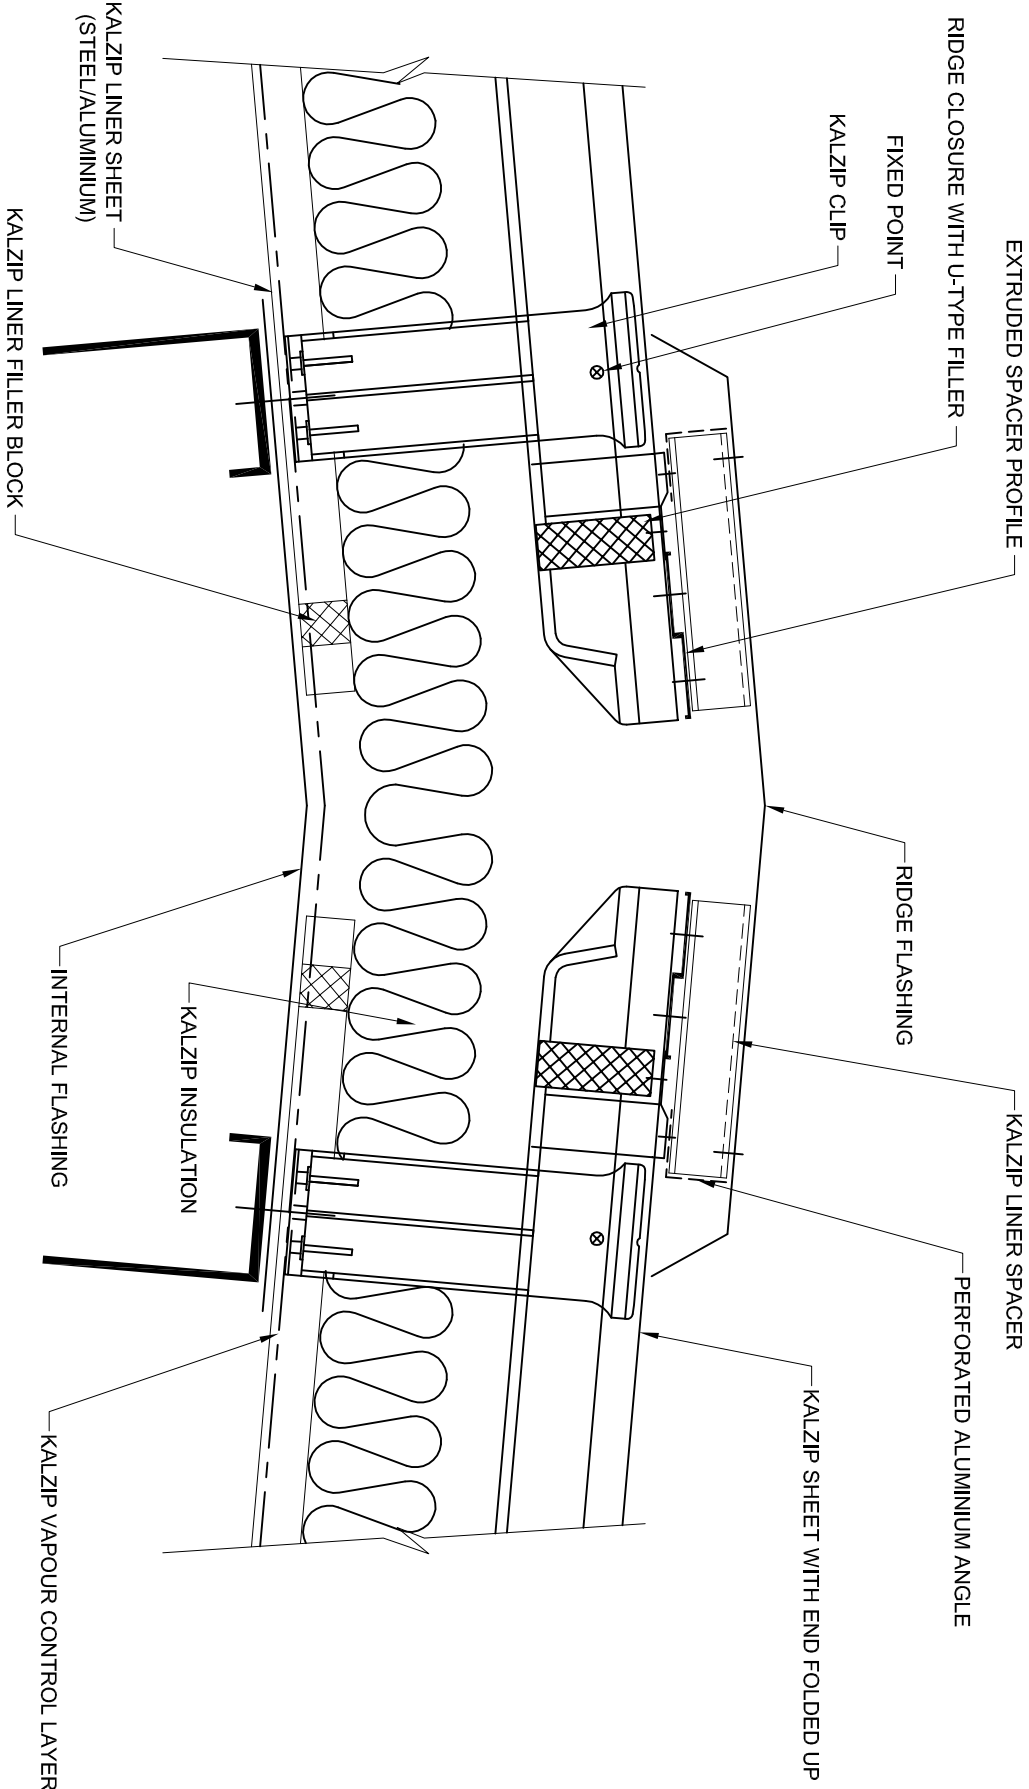 EXTRUDED SPACER PROFILE
RIDGE CLOSURE WITH U-TYPE FILLER
FIXED POINT
KALZIP CLIP
KALZIP LINER SHEET
(STEEL/ALUMINIUM)
KALZIP LINER FILLER BLOCK
RIDGE FLASHING
KALZIP LINER SPACER
PERFORATED ALUMINIUM ANGLE
KALZIP SHEET WITH END FOLDED UP
KALZIP INSULATION
INTERNAL FLASHING
KALZIP VAPOUR CONTROL LAYER